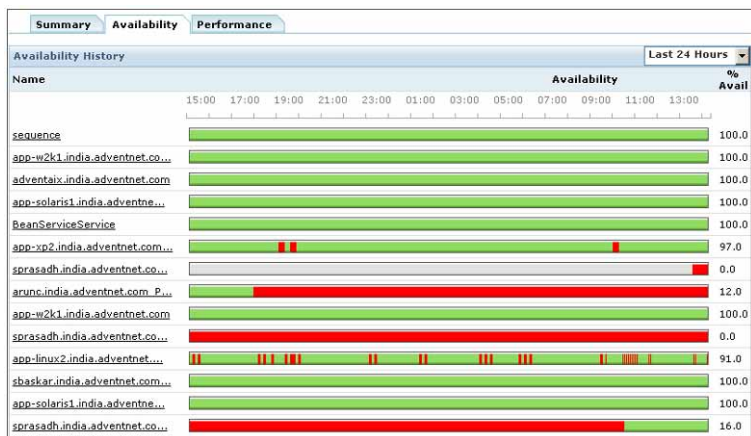 Summary Availability Performance
Availability History Last 24 Hours
Name Availability % Avail
15:00 17:00 19:00 21:00 23:00 01:00 03:00 05:00 07:00 09:00 11:00 13:00
sequence 100.0
app-w2k1.india.adventnet.co... 100.0
adventaix.india.adventnet.com 100.0
app-solaris1.india.adventne... 100.0
BeanServiceService 100.0
app-xp2.india.adventnet.com... 97.0
sprasadh.india.adventnet.co... 0.0
arunc.india.adventnet.com_P... 12.0
app-w2k1.india.adventnet.com 100.0
sprasadh.india.adventnet.co... 0.0
app-linux2.india.adventnet.... 91.0
sbaskar.india.adventnet.com... 100.0
app-solaris1.india.adventne... 100.0
sprasadh.india.adventnet.co... 16.0